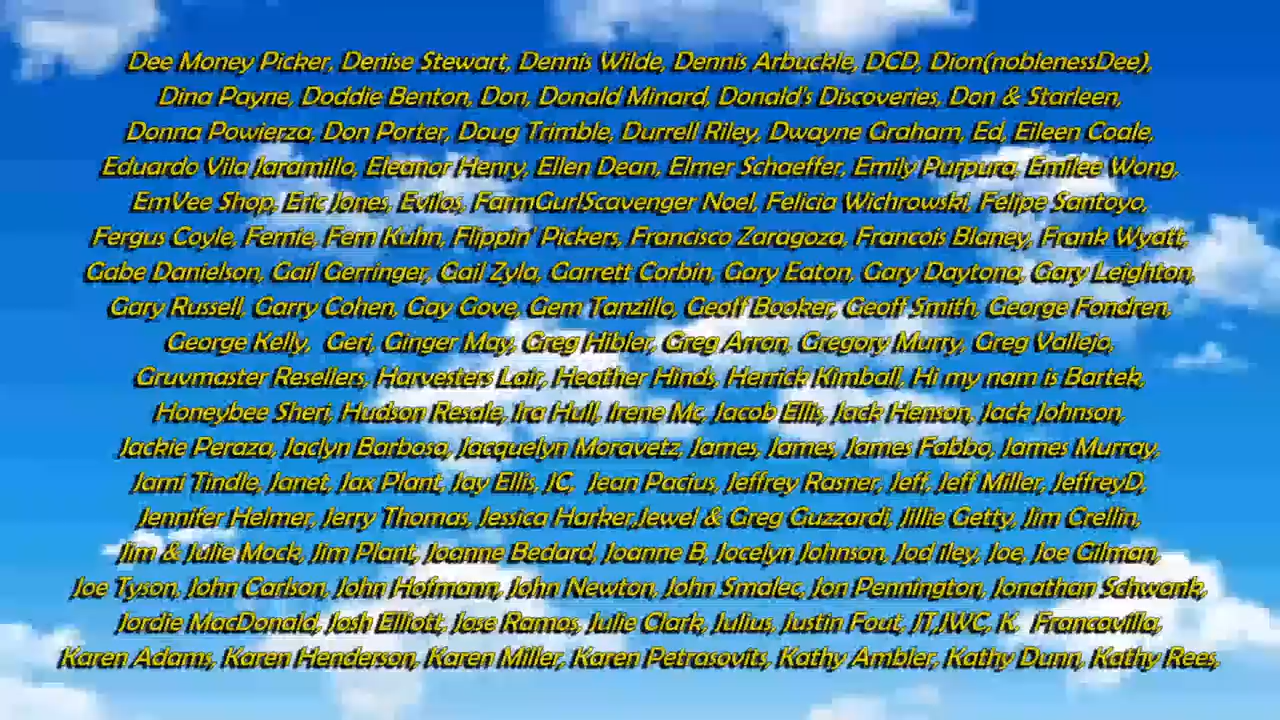 Dee Money Picker, Denise Stewart, Dennis Wilde, Dennis Arbuckle, DCD, Dion(noblenessDee),
Dina Payne, Doddie Benton, Don, Donald Minard, Donald's Discoveries, Don & Starleen,
Donna Powierza, Don Porter, Doug Trimble, Durrell Riley, Dwayne Graham, Ed, Eileen Coale,
Eduardo Vila Jaramillo, Eleanor Henry, Ellen Dean, Elmer Schaeffer, Emily Purpura, Emilee Wong,
EmVee Shop, Eric Jones, Evilos, FarmGurlScavenger Noel, Felicia Wichrowski, Felipe Santoyo,
Fergus Coyle, Fernie, Fern Kuhn, Flippin' Pickers, Francisco Zaragoza, Francois Blaney, Frank Wyatt,
Gabe Danielson, Gail Gerringer, Gail Zyla, Garrett Corbin, Gary Eaton, Gary Daytona, Gary Leighton,
Gary Russell, Garry Cohen, Gay Gove, Gem Tanzillo, Geoff Booker, Geoff Smith, George Fondren,
George Kelly, Geri, Ginger May, Greg Hibler, Greg Arron, Gregory Murry, Greg Vallejo,
Gruvmaster Resellers, Harvesters Lair, Heather Hinds, Herrick Kimball, Hi my nam is Bartek,
Honeybee Sheri, Hudson Resale, Ira Hull, Irene Mc, Jacob Ellis, Jack Henson, Jack Johnson,
Jackie Peraza, Jaclyn Barbosa, Jacquelyn Moravetz, James, James, James Fabbo, James Murray,
Jami Tindle, Janet, Jax Plant, Jay Ellis, JC, Jean Pacius, Jeffrey Rasner, Jeff, Jeff Miller, JeffreyD,
Jennifer Helmer, Jerry Thomas, Jessica Harker,Jewel & Greg Guzzardi, Jillie Getty, Jim Crellin,
Jim & Julie Mock, Jim Plant, Joanne Bedard, Joanne B, Jocelyn Johnson, Jod iley, Joe, Joe Gilman,
Joe Tyson, John Carlson, John Hofmann, John Newton, John Smalec, Jon Pennington, Jonathan Schwank,
Jordie MacDonald, Josh Elliott, Jose Ramos, Julie Clark, Julius, Justin Fout, JT,JWC, K. Francovilla,
Karen Adams, Karen Henderson, Karen Miller, Karen Petrasovits, Kathy Ambler, Kathy Dunn, Kathy Rees,